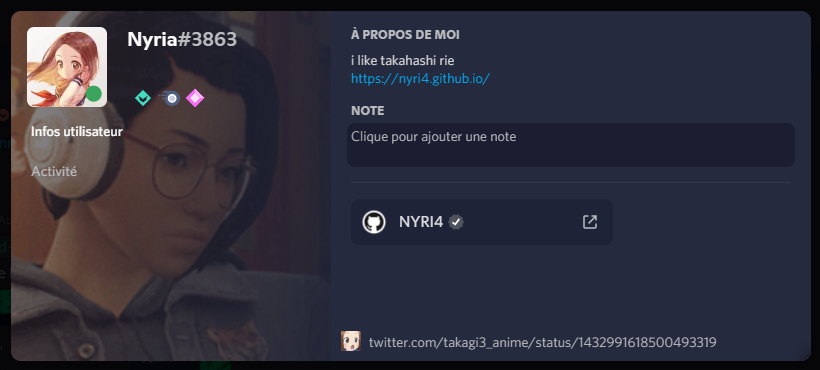 Nyria#3863
Infos utilisateur
Activité
À PROPOS DE MOI
i like takahashi rie
https://nyri4.github.io/
NOTE
Clique pour ajouter une note
NYRI4
twitter.com/takagi3_anime/status/1432991618500493319